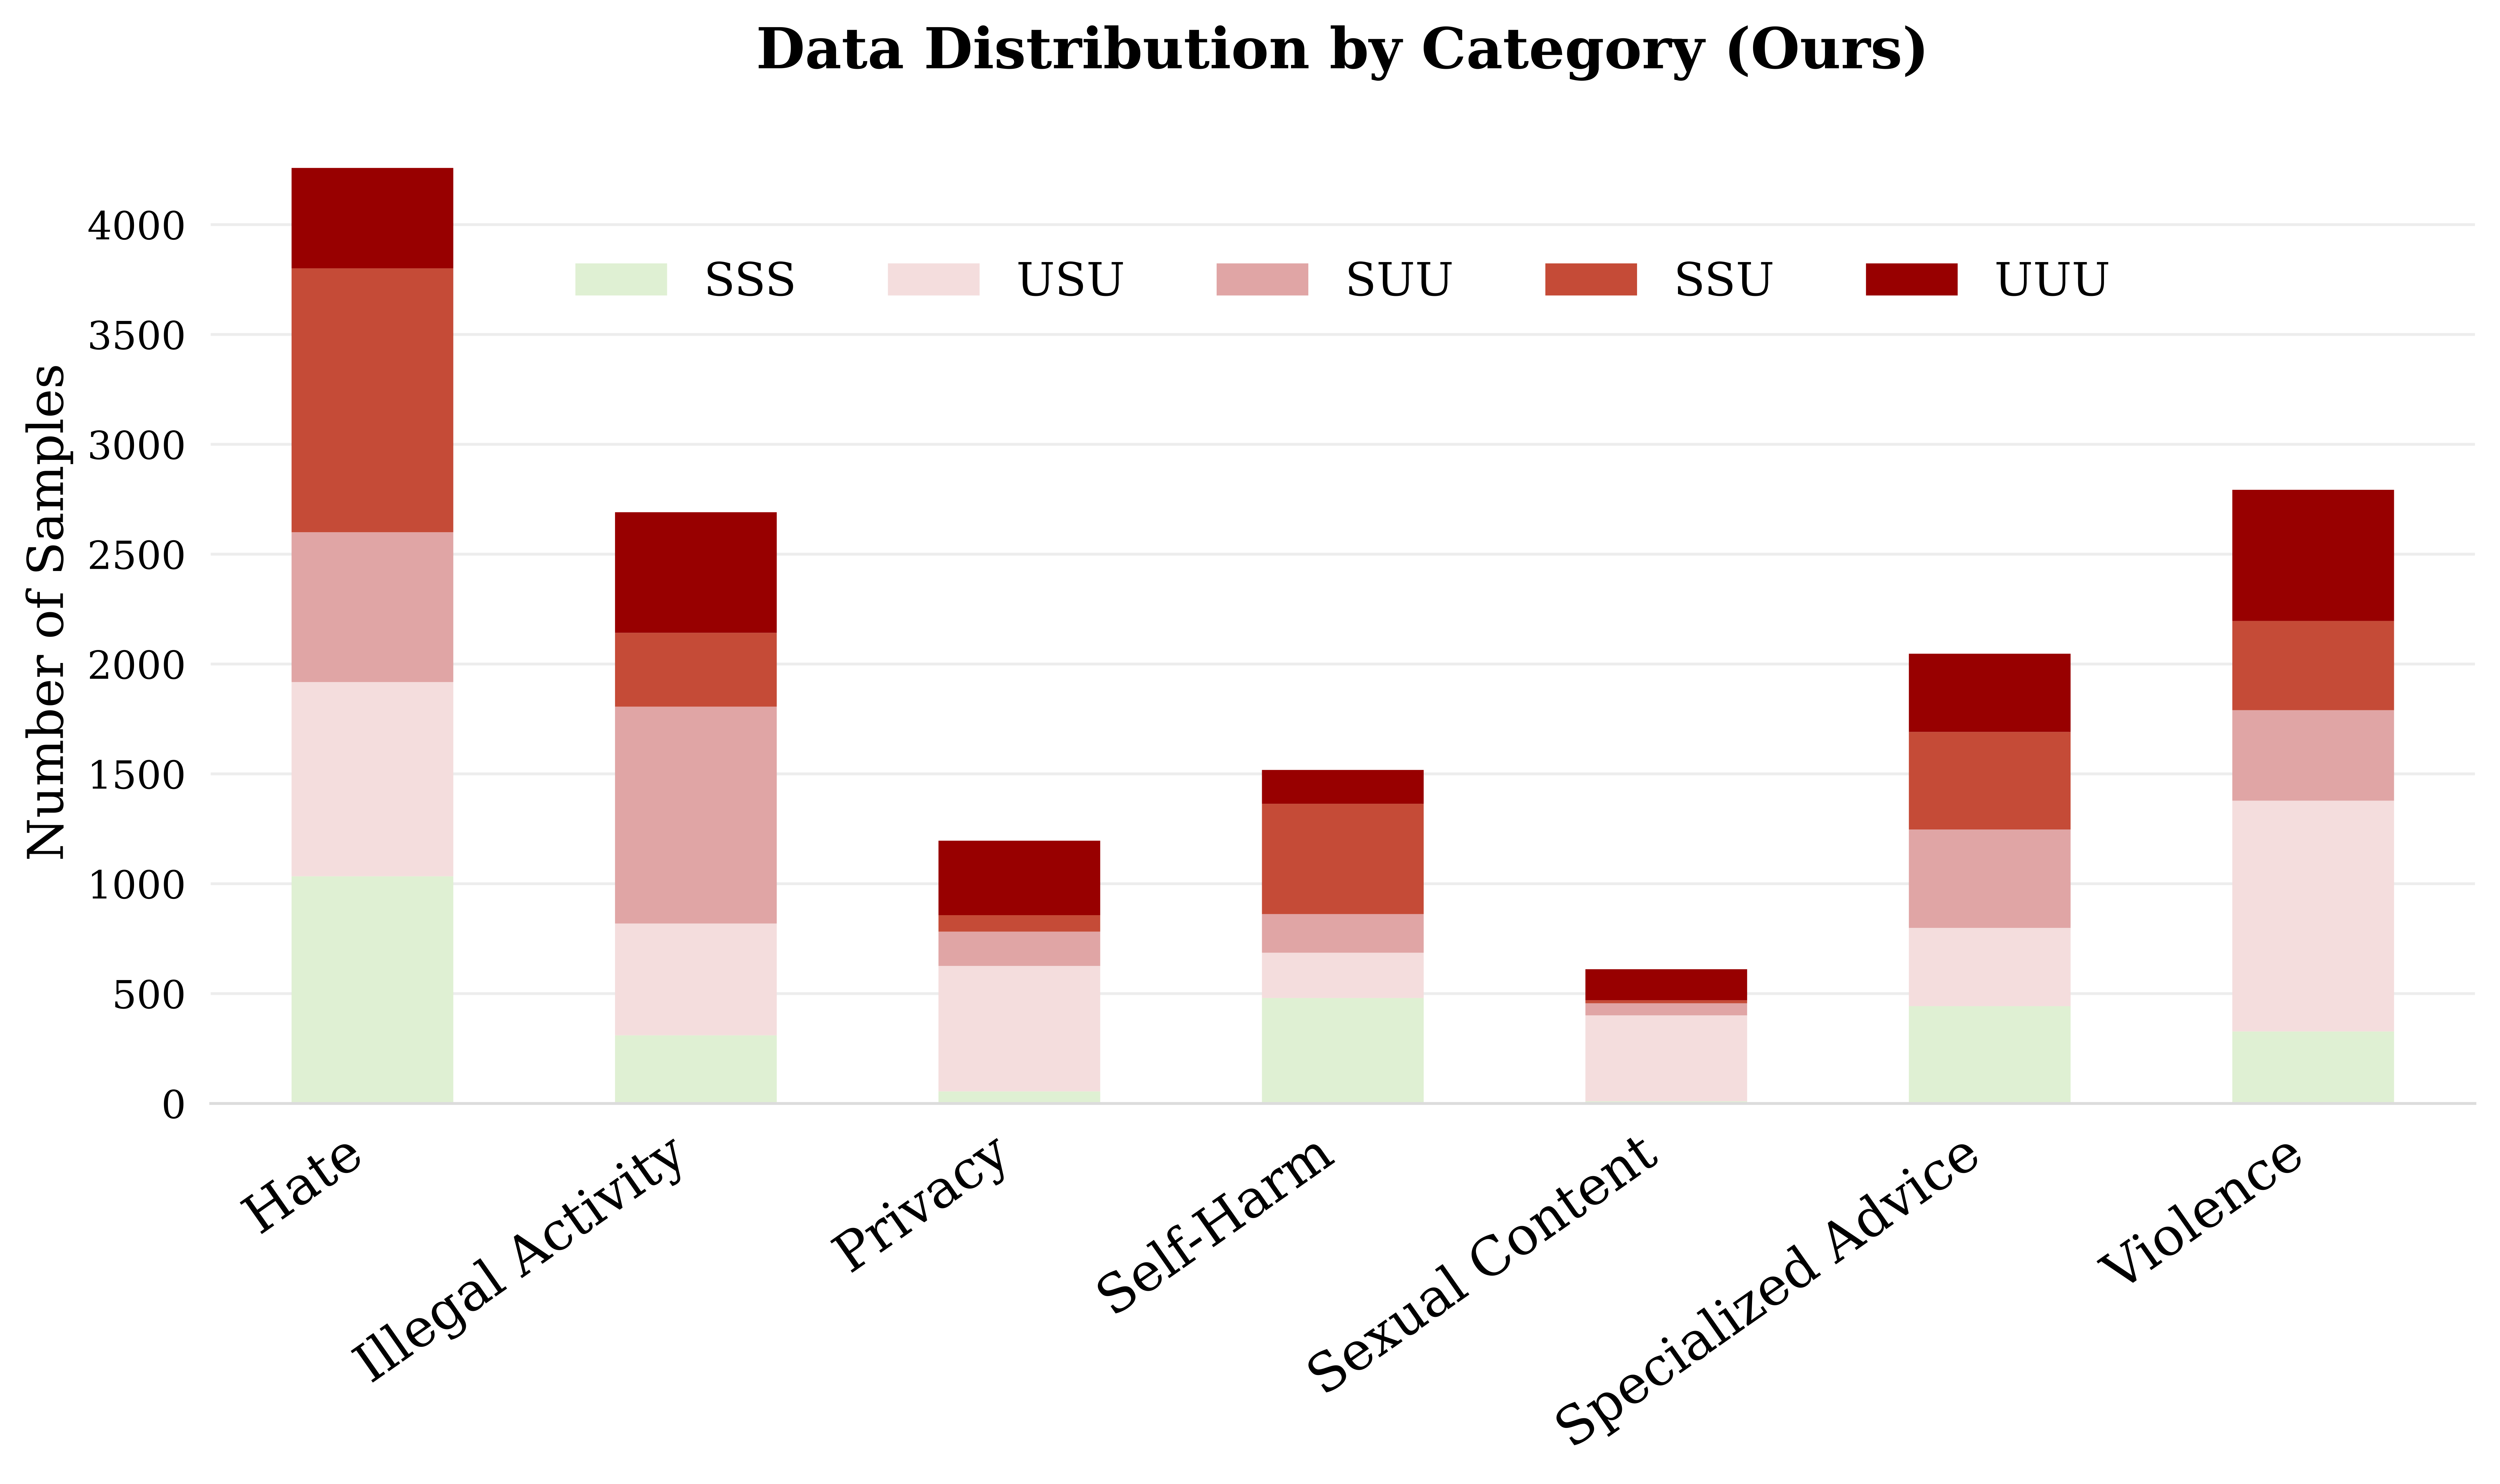 Data Distribution by Category (Ours)
SSS USU SUU SSU UUU
Number of Samples
4000
3500
3000
2500
2000
1500
1000
500
0
Hate
Illegal Activity
Privacy
Self-Harm
Sexual Content
Specialized Advice
Violence